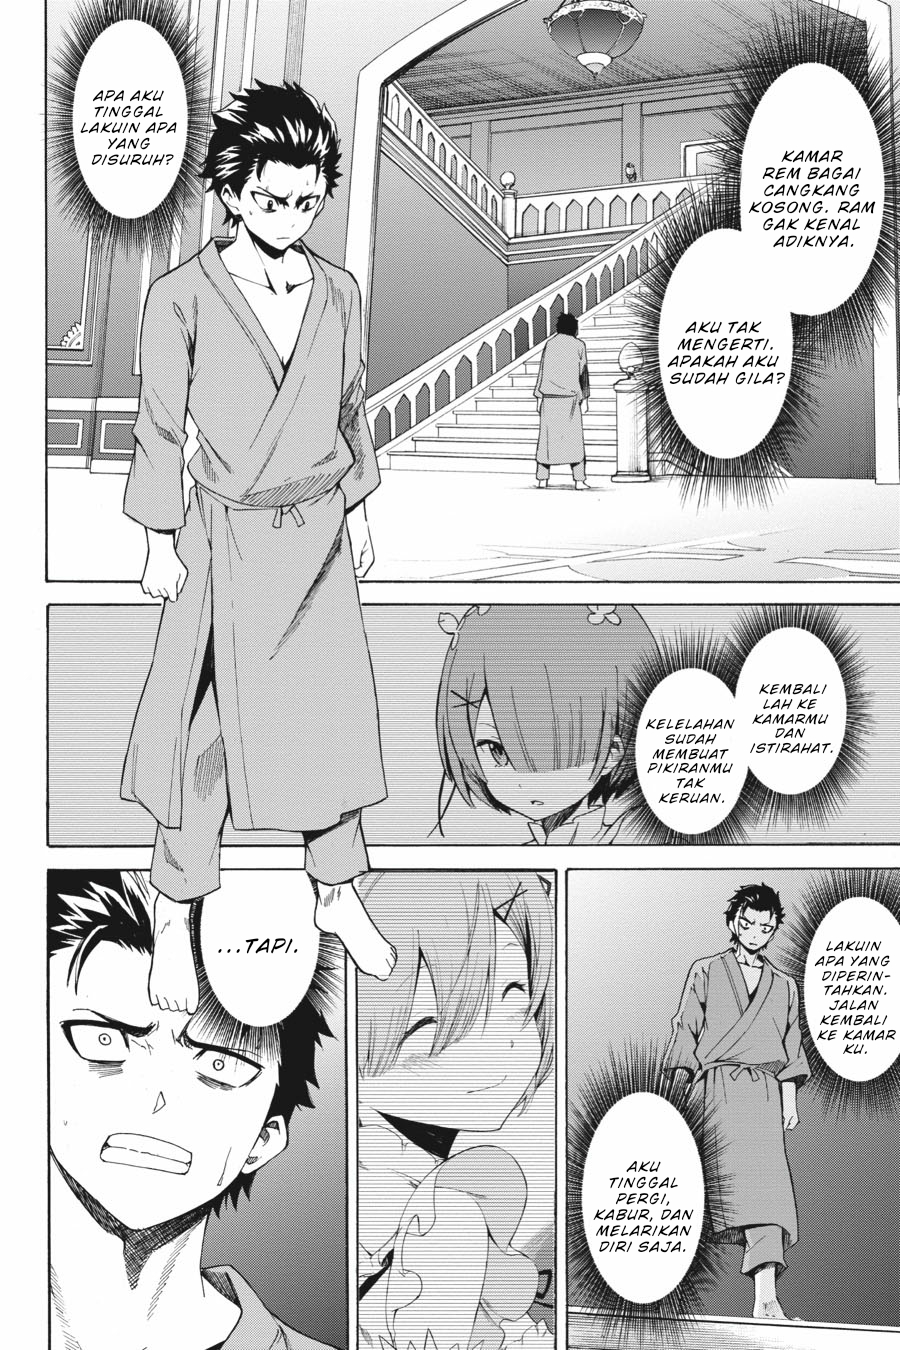 KAMAR
REM BAGAI
CANGKANG
KOSONG. RAM
GAK KENAL
ADIKNYA.
AKU TAK
MENGERTI.
APAKAH AKU
SUDAH GILA?
APA AKU
TINGGAL
LAKUIN APA
YANG
DISURUH?
KEMBALI
LAH KE
KAMARMU
DAN
ISTIRAHAT.
KELELAHAN
SUDAH
MEMBUAT
PIKIRANMU
TAK
KERUAN.
LAKUIN
APA YANG
DIPERIN-
TAHKAN.
JALAN
KEMBALI
KE KAMAR
KU.
AKU
TINGGAL
PERGI,
KABUR, DAN
MELARIKAN
DIRI SAJA.
...TAPI.